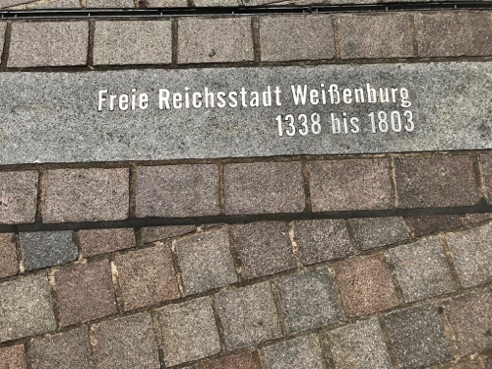 Freie Reichsstadt Weißenburg
1338 bis 1803